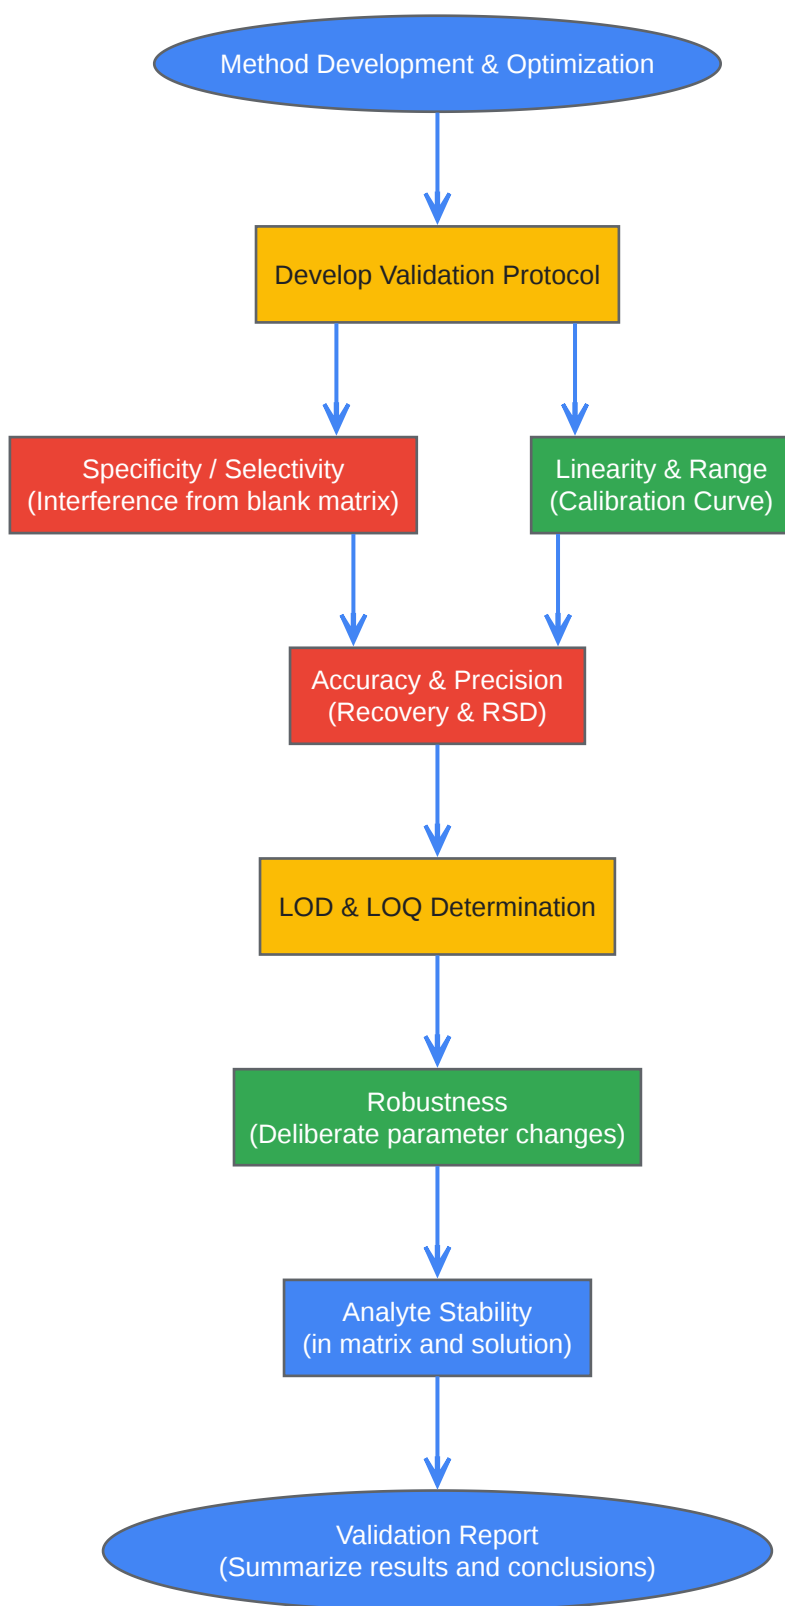 Method Development & Optimization
Develop Validation Protocol
Specificity / Selectivity
(Interference from blank matrix)
Linearity & Range
(Calibration Curve)
Accuracy & Precision
(Recovery & RSD)
LOD & LOQ Determination
Robustness
(Deliberate parameter changes)
Analyte Stability
(in matrix and solution)
Validation Report
(Summarize results and conclusions)